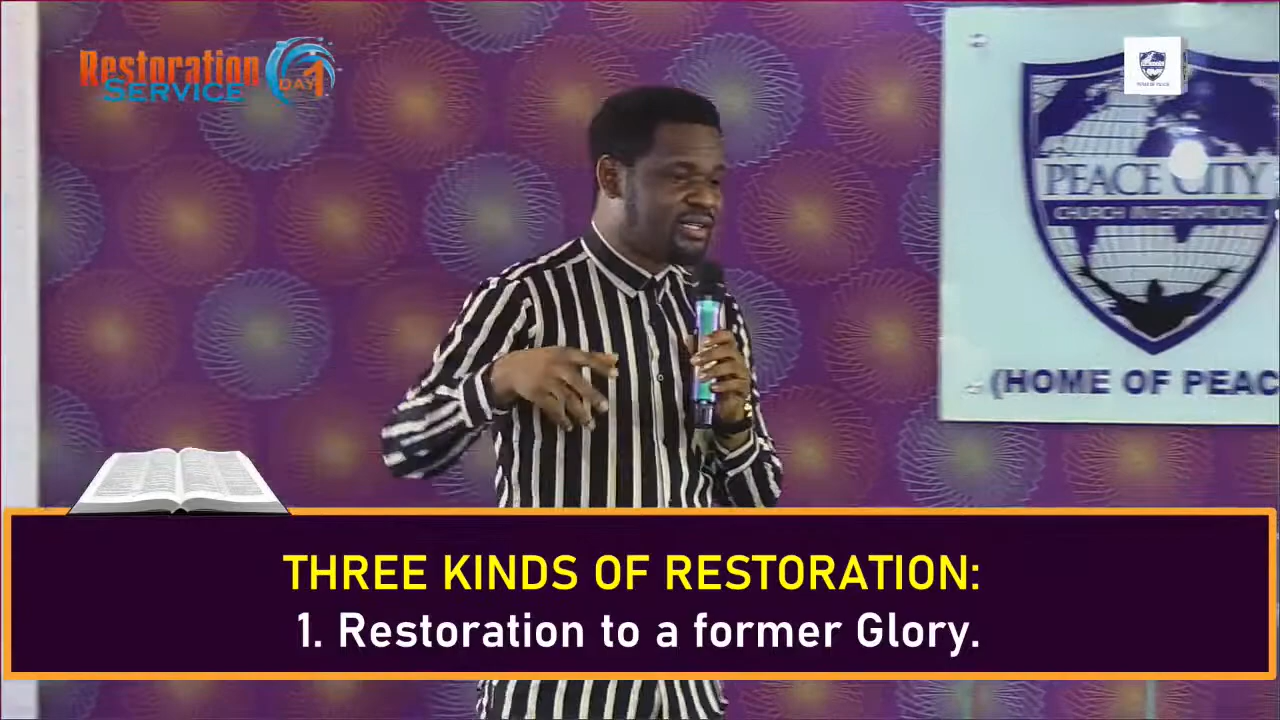 Restoration
SERVICE
DAY 1
PEACE CITY
CHURCH INTERNATIONAL
(HOME OF PEAC
THREE KINDS OF RESTORATION:
1. Restoration to a former Glory.